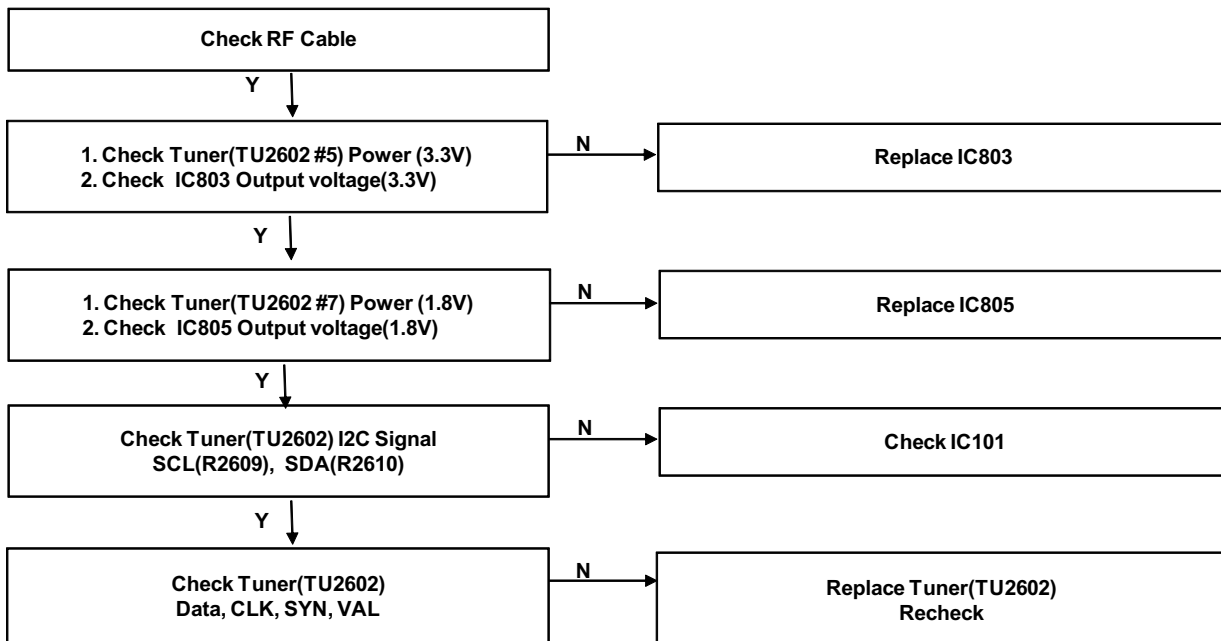 Check RF Cable
Y
1. Check Tuner(TU2602 #5) Power (3.3V)
2. Check IC803 Output voltage(3.3V)
N
Replace IC803
Y
1. Check Tuner(TU2602 #7) Power (1.8V)
2. Check IC805 Output voltage(1.8V)
N
Replace IC805
Y
Check Tuner(TU2602) I2C Signal
SCL(R2609), SDA(R2610)
N
Check IC101
Y
Check Tuner(TU2602)
Data, CLK, SYN, VAL
N
Replace Tuner(TU2602)
Recheck